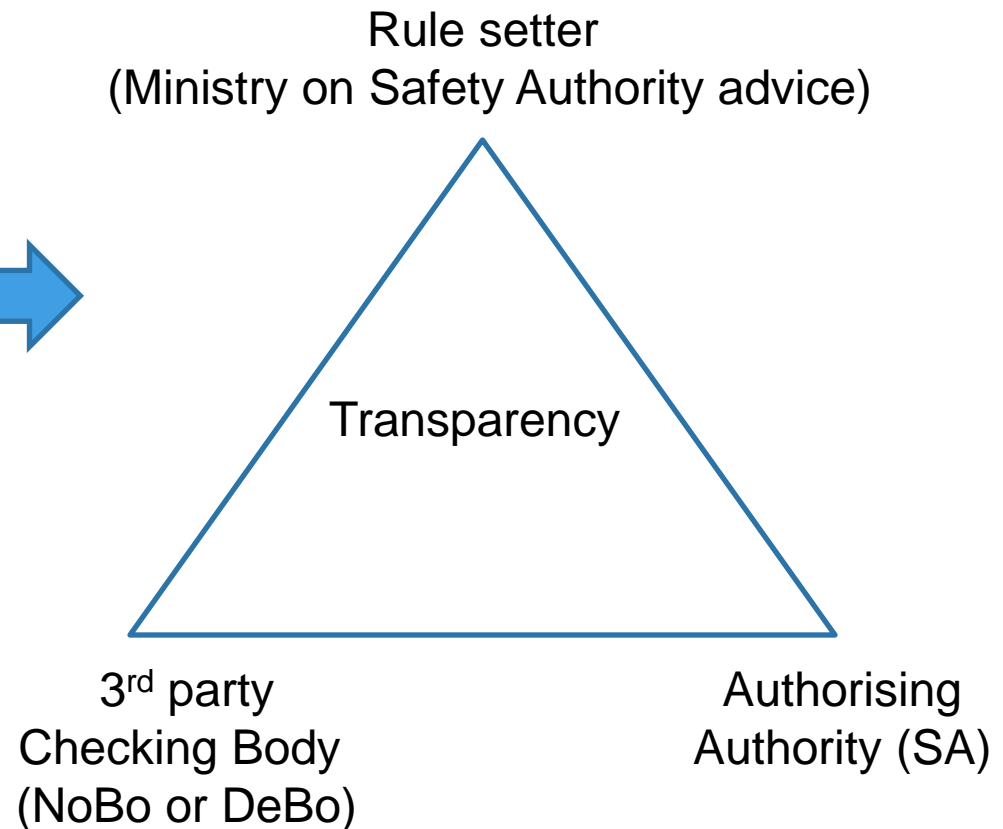 Rule setter
(Ministry on Safety Authority advice)
Transparency
3rd party
Checking Body
(NoBo or DeBo)
Authorising
Authority (SA)